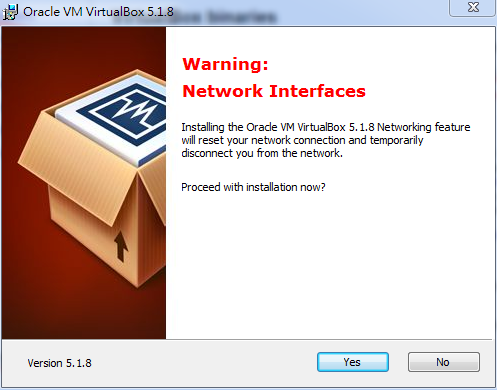 Oracle VM VirtualBox 5.1.8
Warning:
Network Interfaces
Installing the Oracle VM VirtualBox 5.1.8 Networking feature
will reset your network connection and temporarily
disconnect you from the network.
Proceed with installation now?
Version 5.1.8
Yes
No